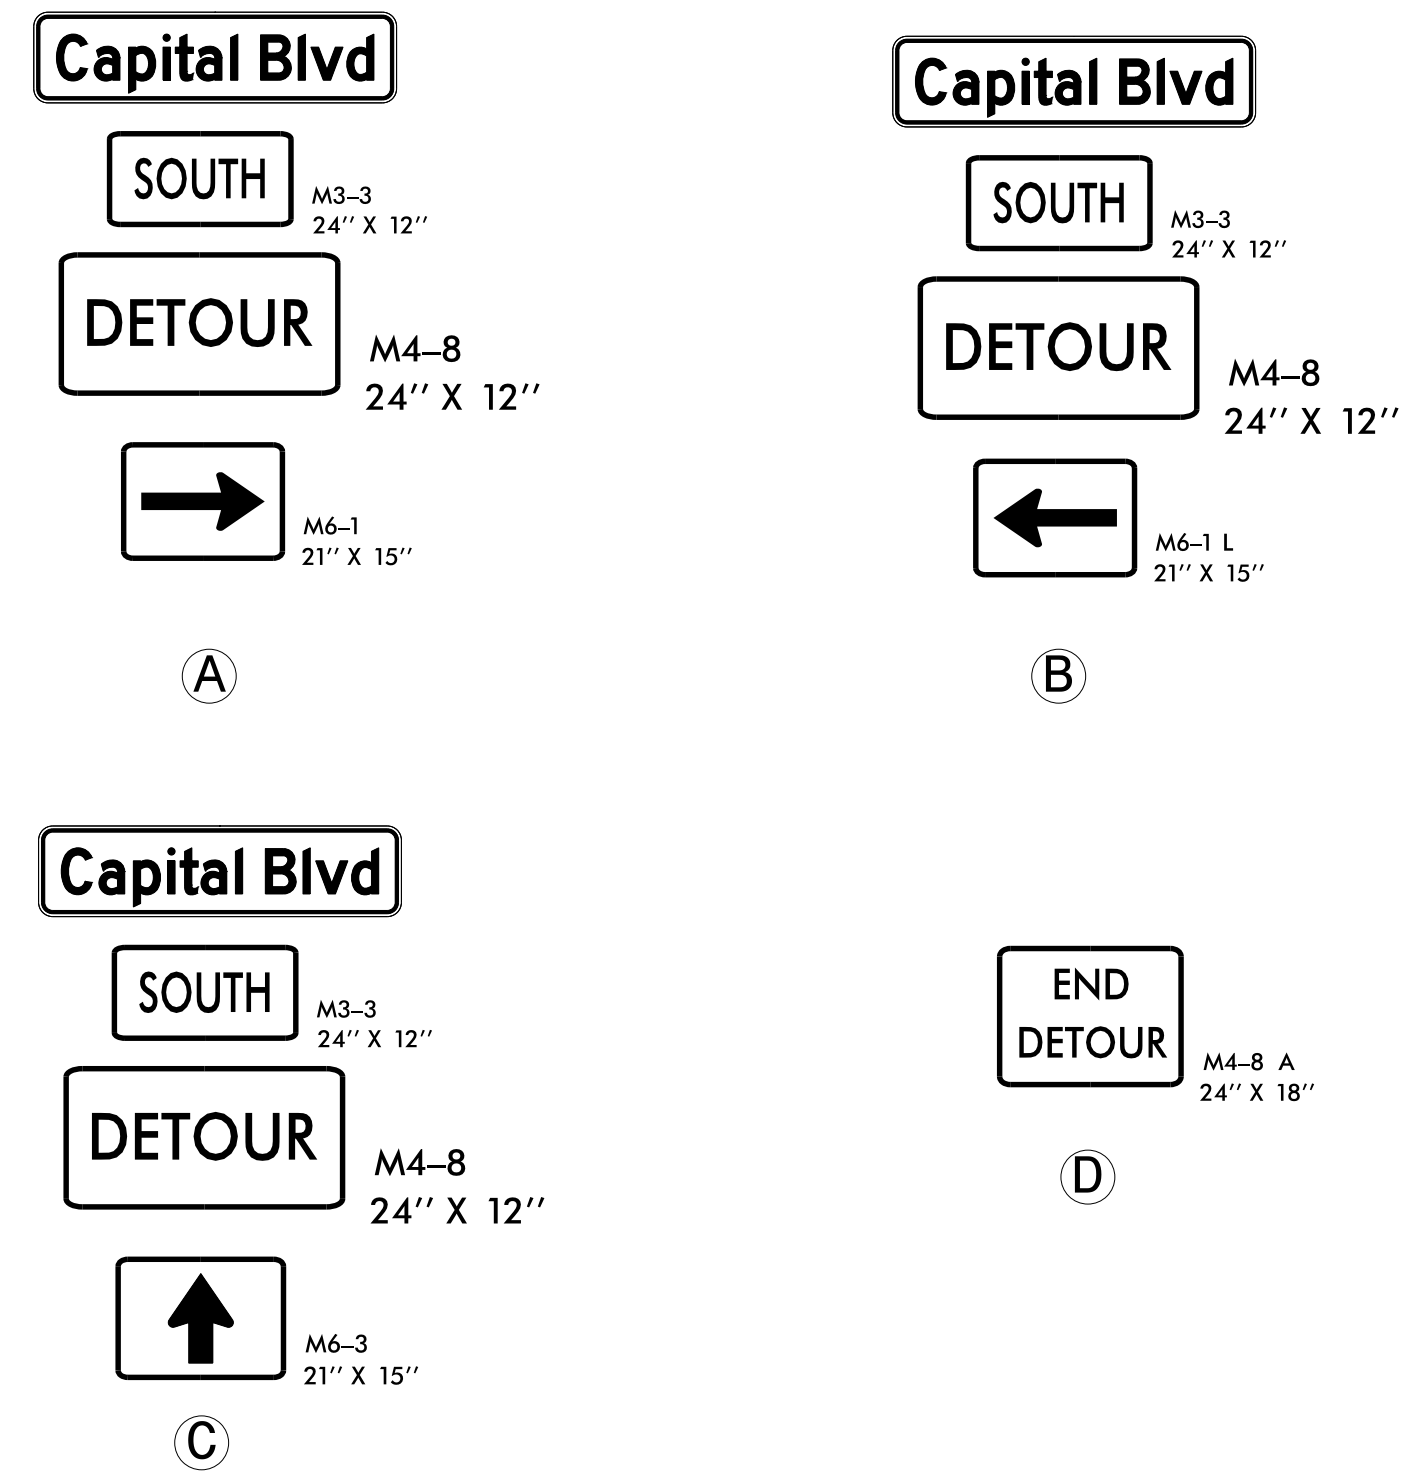 Capital Blvd
SOUTH
M3–3
24'' X 12''
DETOUR
M4–8
24'' X 12''
M6–1
21'' X 15''
A
Capital Blvd
SOUTH
M3–3
24'' X 12''
DETOUR
M4–8
24'' X 12''
M6–1 L
21'' X 15''
B
Capital Blvd
SOUTH
M3–3
24'' X 12''
DETOUR
M4–8
24'' X 12''
M6–3
21'' X 15''
C
END
DETOUR
M4–8 A
24'' X 18''
D